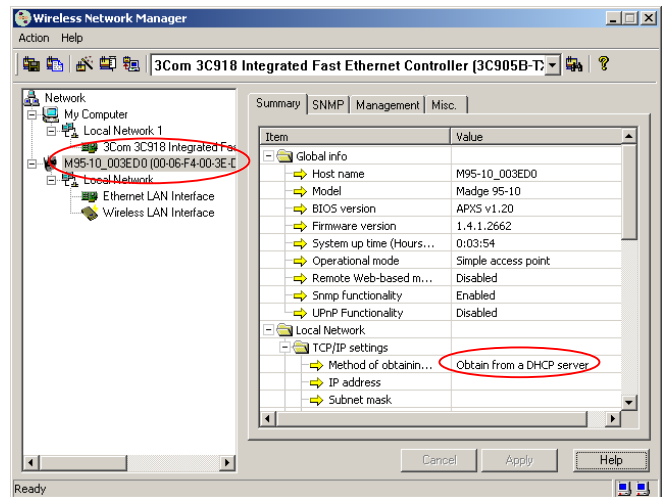 Wireless Network Manager
Action Help
3Com 3C918 Integrated Fast Ethernet Controller (3C905B-T
Network
My Computer
Local Network 1
3Com 3C918 Integrated Fa
M95-10_003ED0 (00-06-F4-00-3E-D
Local Network
Ethernet LAN Interface
Wireless LAN Interface
Summary SNMP Management Misc.
Item Value
Global info
Host name M95-10_003ED0
Model Madge 95-10
BIOS version APXS v1.20
Firmware version 1.4.1.2662
System up time (Hours... 0:03:54
Operational mode Simple access point
Remote Web-based m... Disabled
Snmp functionality Enabled
UPnP Functionality Disabled
Local Network
TCP/IP settings
Method of obtainin... Obtain from a DHCP server
IP address
Subnet mask
Cancel Apply Help
Ready